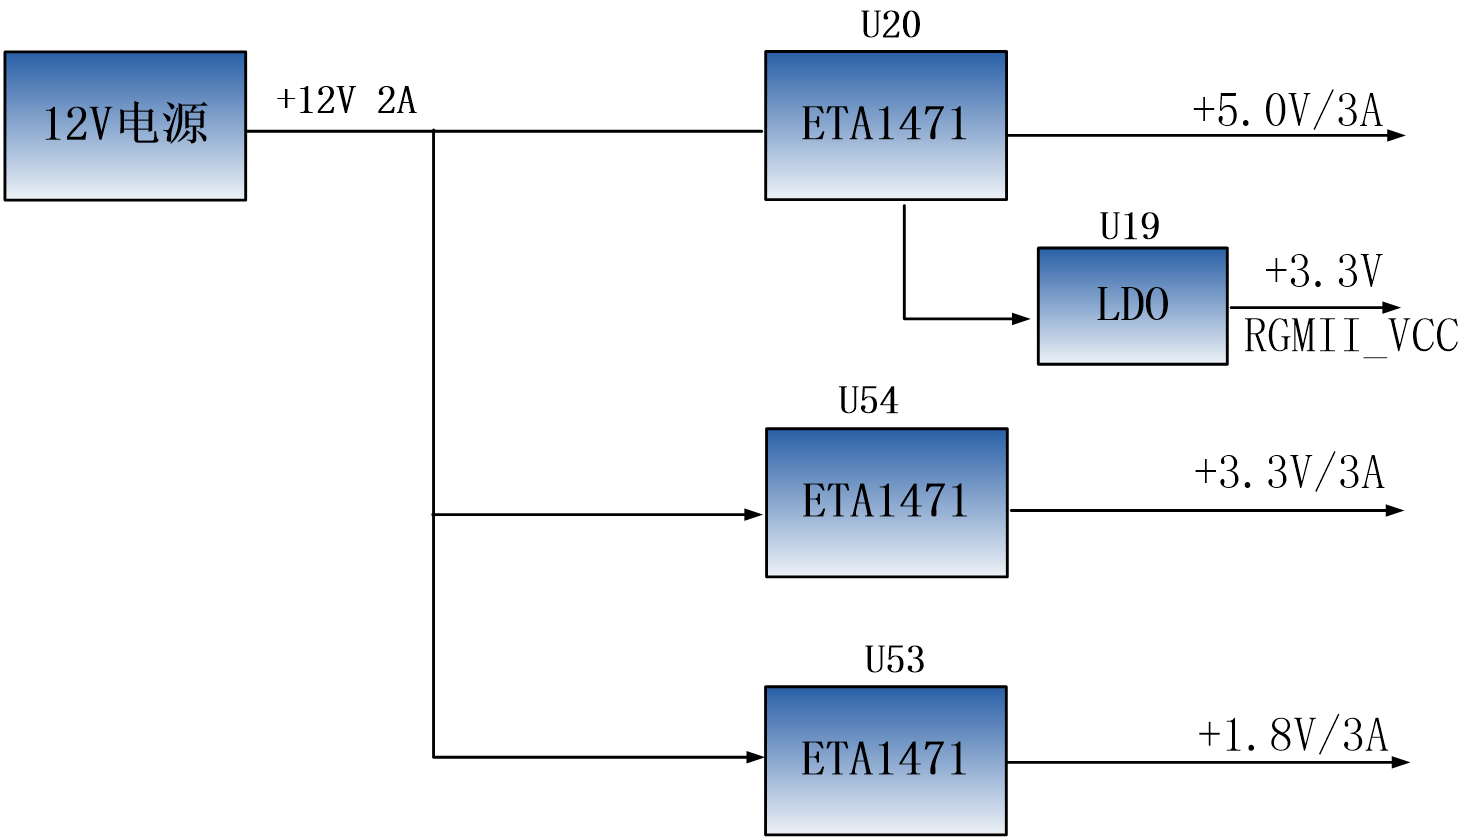 U20
12V电源
+12V 2A
ETA1471
+5.0V/3A
U19
LDO
+3.3V
RGMII_VCC
U54
ETA1471
+3.3V/3A
U53
ETA1471
+1.8V/3A